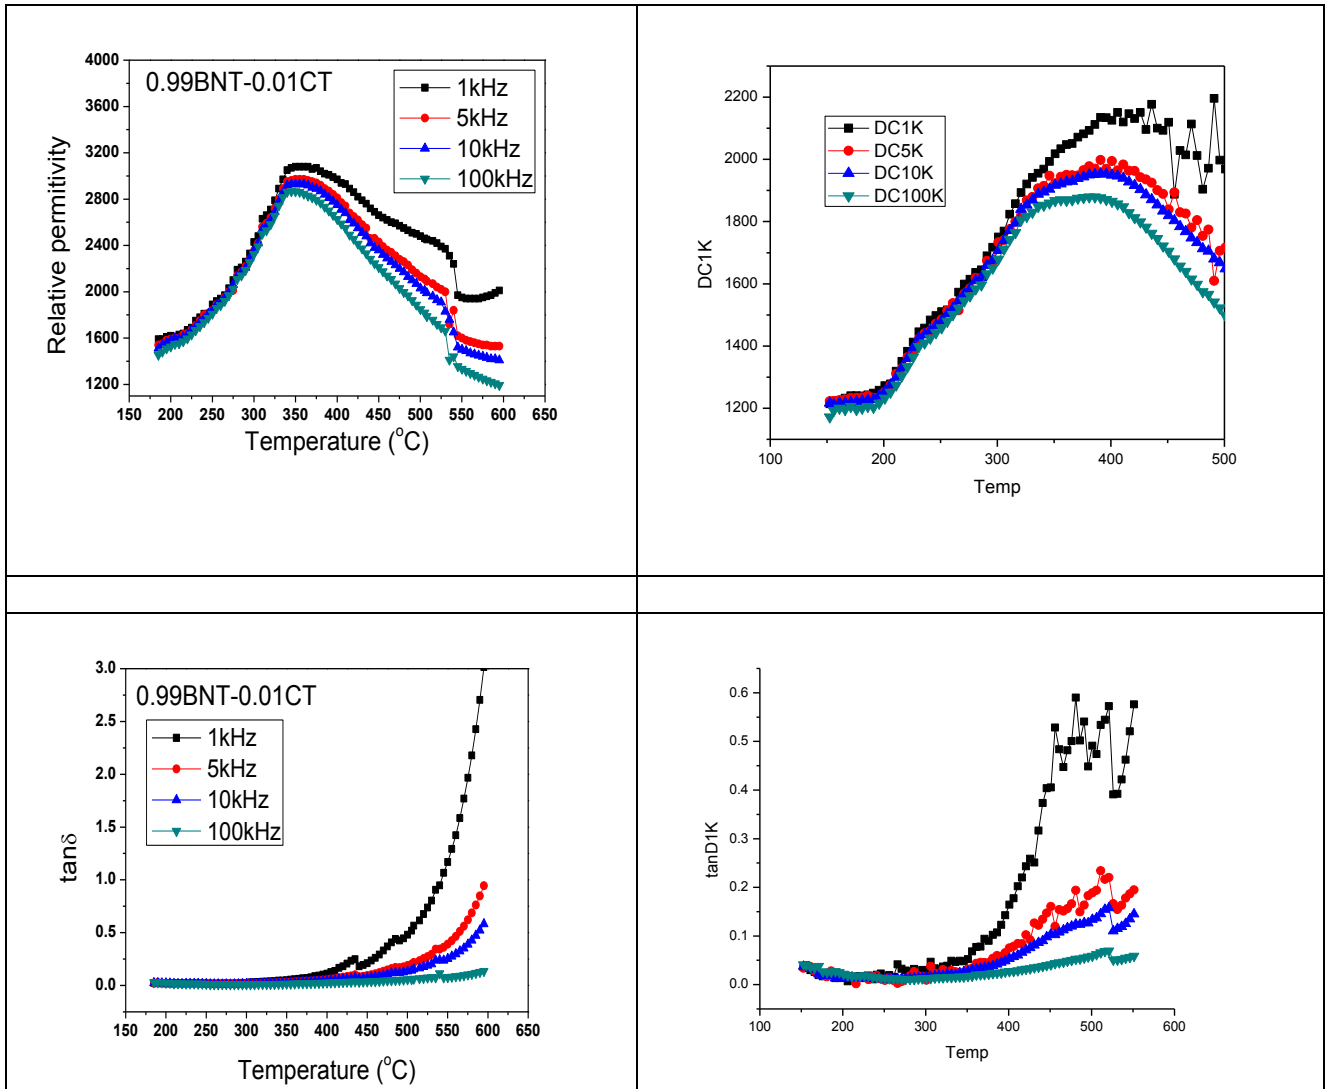 0.99BNT-0.01CT
1kHz
5kHz
10kHz
100kHz
4000
3600
3200
2800
2400
2000
1600
1200
Relative permitivity
150 200 250 300 350 400 450 500 550 600 650
Temperature (°C)
DC1K
DC5K
DC10K
DC100K
2200
2000
1800
1600
1400
1200
DC1K
100 200 300 400 500
Temp
0.99BNT-0.01CT
1kHz
5kHz
10kHz
100kHz
3.0
2.5
2.0
1.5
1.0
0.5
0.0
tanδ
150 200 250 300 350 400 450 500 550 600 650
Temperature (°C)
0.6
0.5
0.4
0.3
0.2
0.1
0.0
tanD1K
100 200 300 400 500 600
Temp